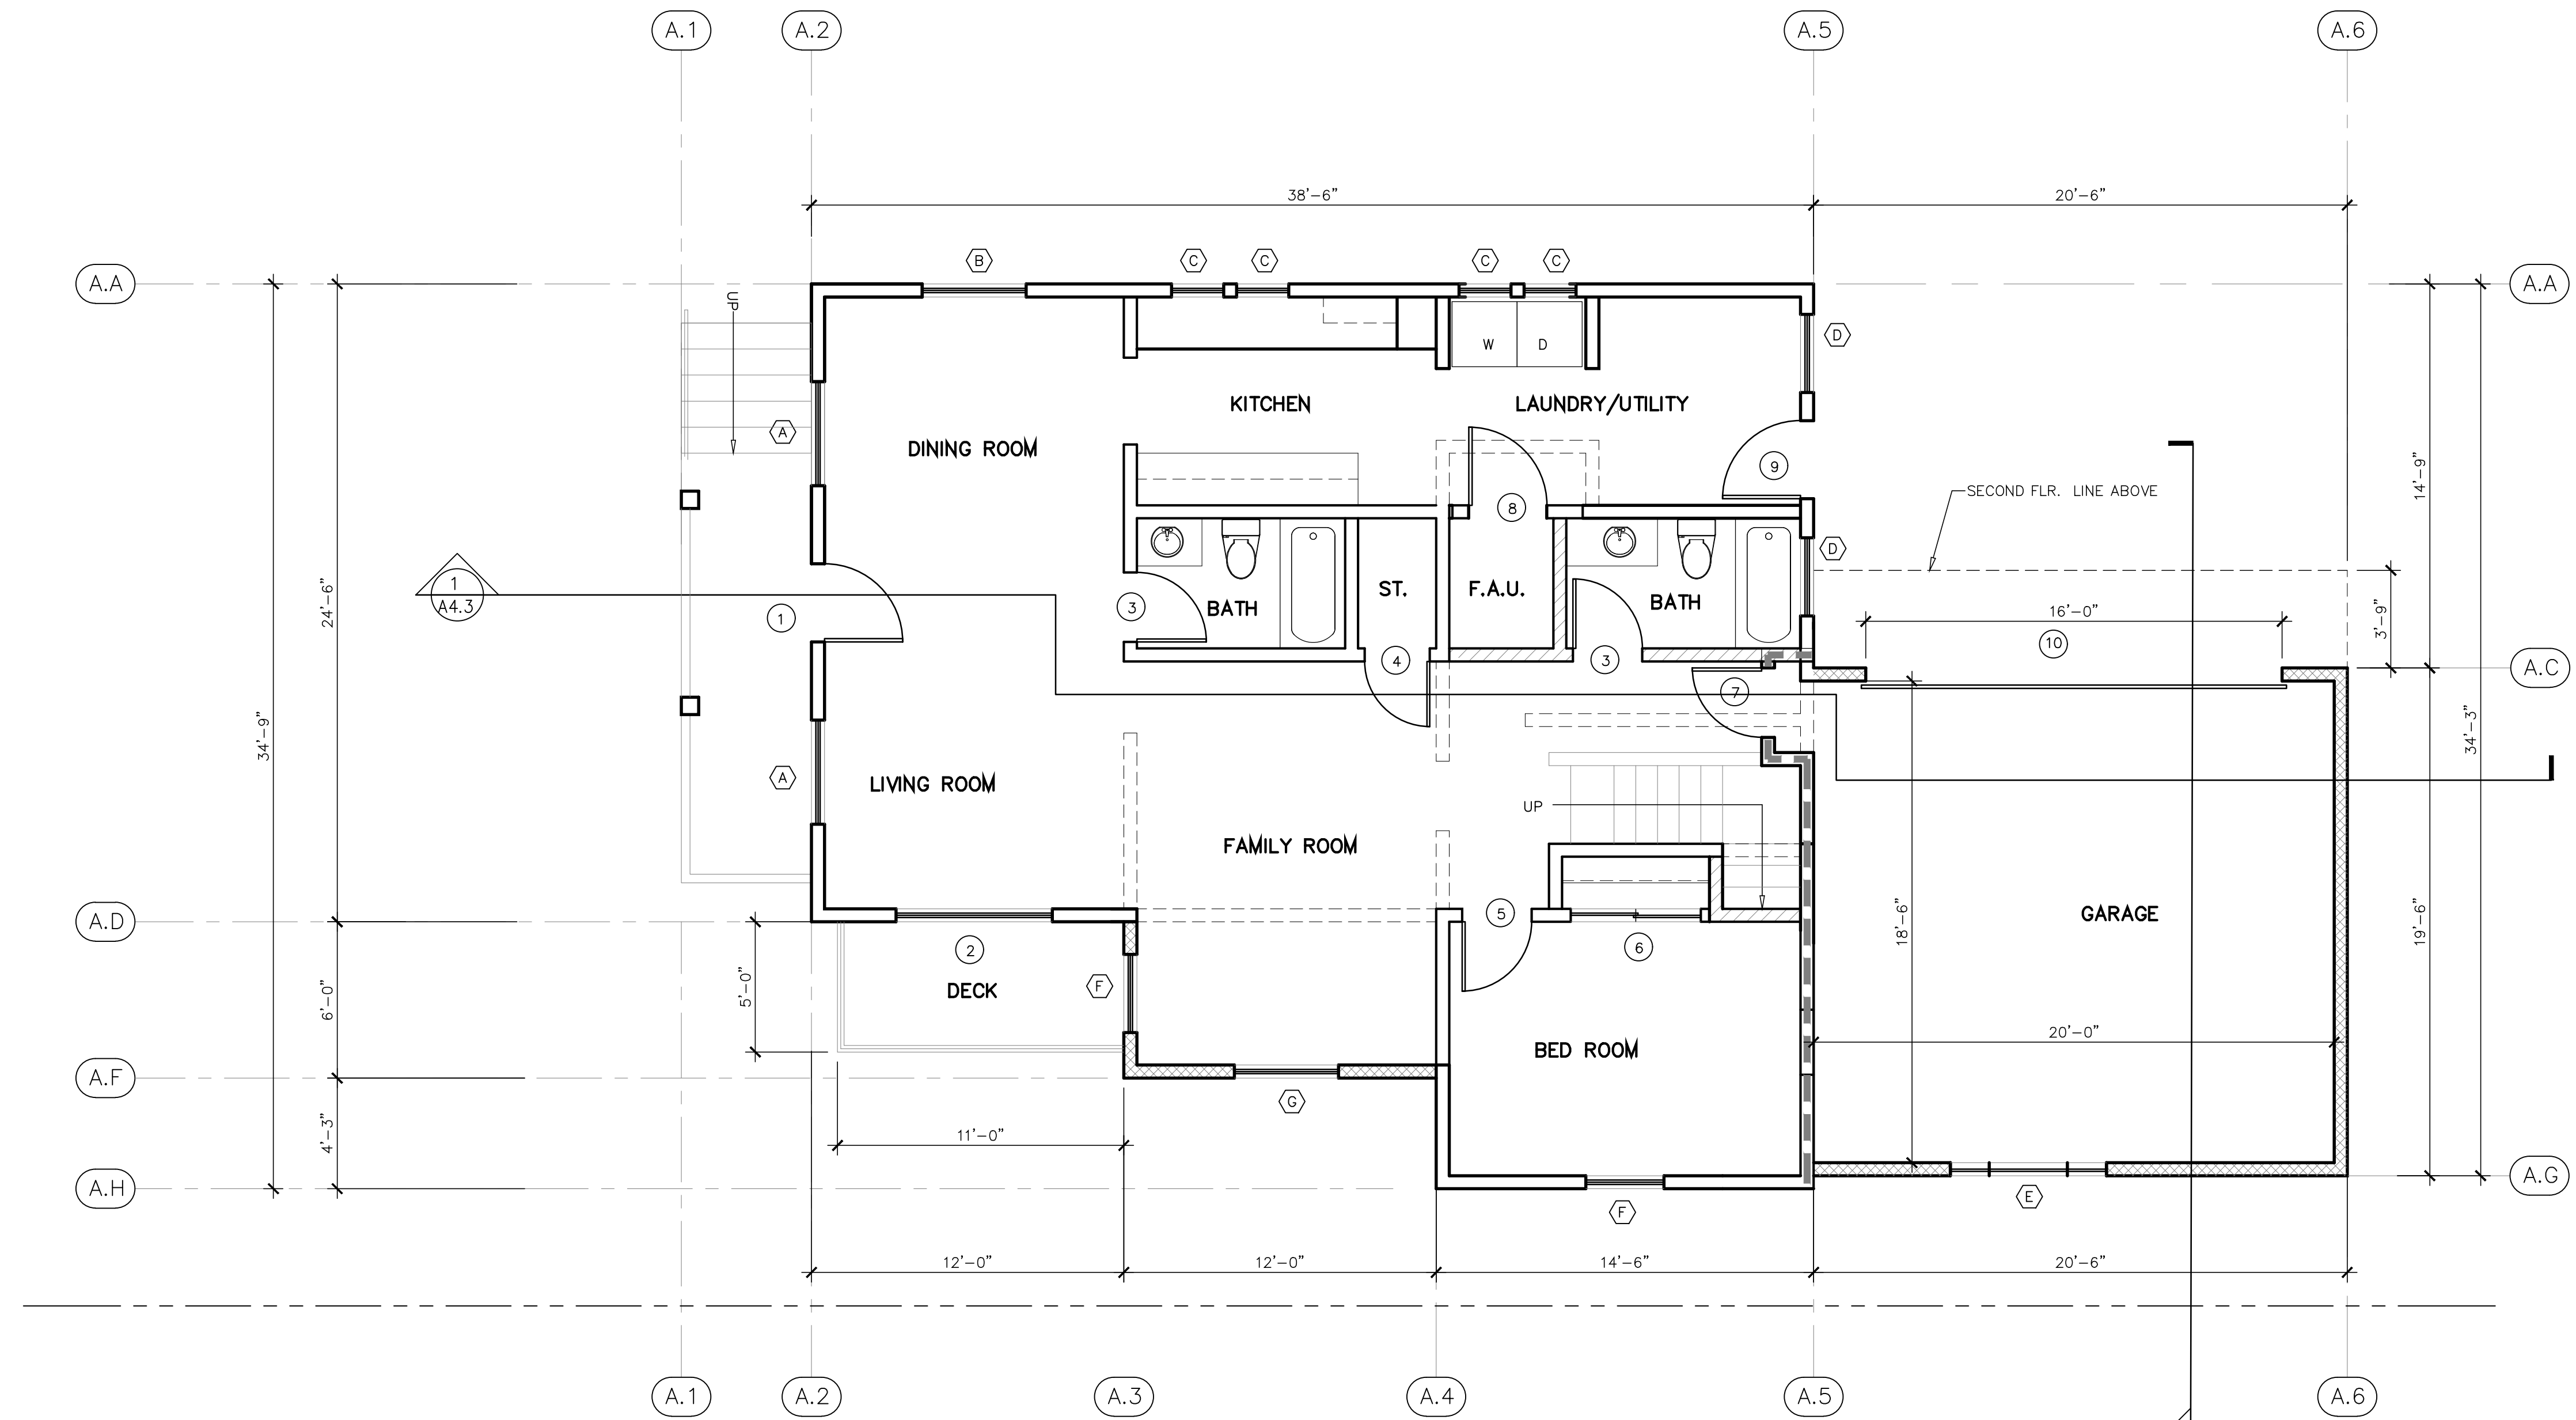 A.1
A.2
A.5
A.6
38'-6"
20'-6"
B
C
C
C
C
A.A
A.A
UP
D
W
D
KITCHEN
LAUNDRY/UTILITY
A
DINING ROOM
9
14'-9"
SECOND FLR. LINE ABOVE
8
D
1
A4.3
24'-6"
ST.
F.A.U.
3
BATH
BATH
1
16'-0"
3'-9"
10
4
3
A.C
7
34'-9"
34'-3"
A
LIVING ROOM
UP
FAMILY ROOM
A.D
5
GARAGE
18'-6"
19'-6"
2
6
5'-0"
F
DECK
6'-0"
20'-0"
BED ROOM
A.F
G
4'-3"
11'-0"
A.H
A.G
E
F
12'-0"
12'-0"
14'-6"
20'-6"
A.1
A.2
A.3
A.4
A.5
A.6